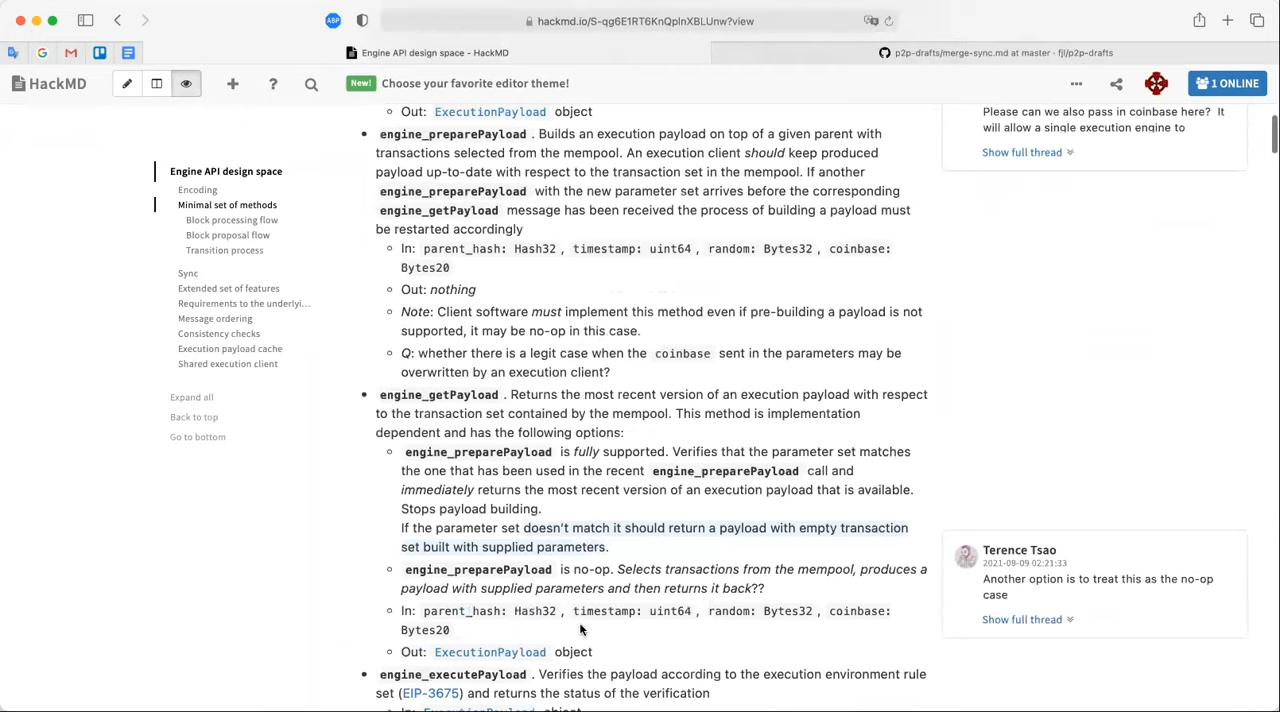 ABP
hackmd.io/S-qg6E1RT6KnQpInXBLUnw?view
Engine API design space - HackMD
p2p-drafts/merge-sync.md at master · fjl/p2p-drafts
HackMD
New!
Choose your favorite editor theme!
1 ONLINE
Engine API design space
Encoding
Minimal set of methods
Block processing flow
Block proposal flow
Transition process
Sync
Extended set of features
Requirements to the underlyi...
Message ordering
Consistency checks
Execution payload cache
Shared execution client
Expand all
Back to top
Go to bottom
Out: ExecutionPayload object
engine_preparePayload . Builds an execution payload on top of a given parent with
transactions selected from the mempool. An execution client should keep produced
payload up-to-date with respect to the transaction set in the mempool. If another
engine_preparePayload with the new parameter set arrives before the corresponding
engine_getPayload message has been received the process of building a payload must
be restarted accordingly
In: parent_hash: Hash32 , timestamp: uint64 , random: Bytes32 , coinbase:
Bytes20
Out: nothing
Note: Client software must implement this method even if pre-building a payload is not
supported, it may be no-op in this case.
Q: whether there is a legit case when the coinbase sent in the parameters may be
overwritten by an execution client?
engine_getPayload . Returns the most recent version of an execution payload with respect
to the transaction set contained by the mempool. This method is implementation
dependent and has the following options:
engine_preparePayload is fully supported. Verifies that the parameter set matches
the one that has been used in the recent engine_preparePayload call and
immediately returns the most recent version of an execution payload that is available.
Stops payload building.
If the parameter set doesn't match it should return a payload with empty transaction
set built with supplied parameters.
engine_preparePayload is no-op. Selects transactions from the mempool, produces a
payload with supplied parameters and then returns it back??
In: parent_hash: Hash32 , timestamp: uint64 , random: Bytes32 , coinbase:
Bytes20
Out: ExecutionPayload object
engine_executePayload . Verifies the payload according to the execution environment rule
set (EIP-3675) and returns the status of the verification
In: ExecutionPayload object
Please can we also pass in coinbase here? It
will allow a single execution engine to
Show full thread
Terence Tsao
2021-09-09 02:21:33
Another option is to treat this as the no-op
case
Show full thread